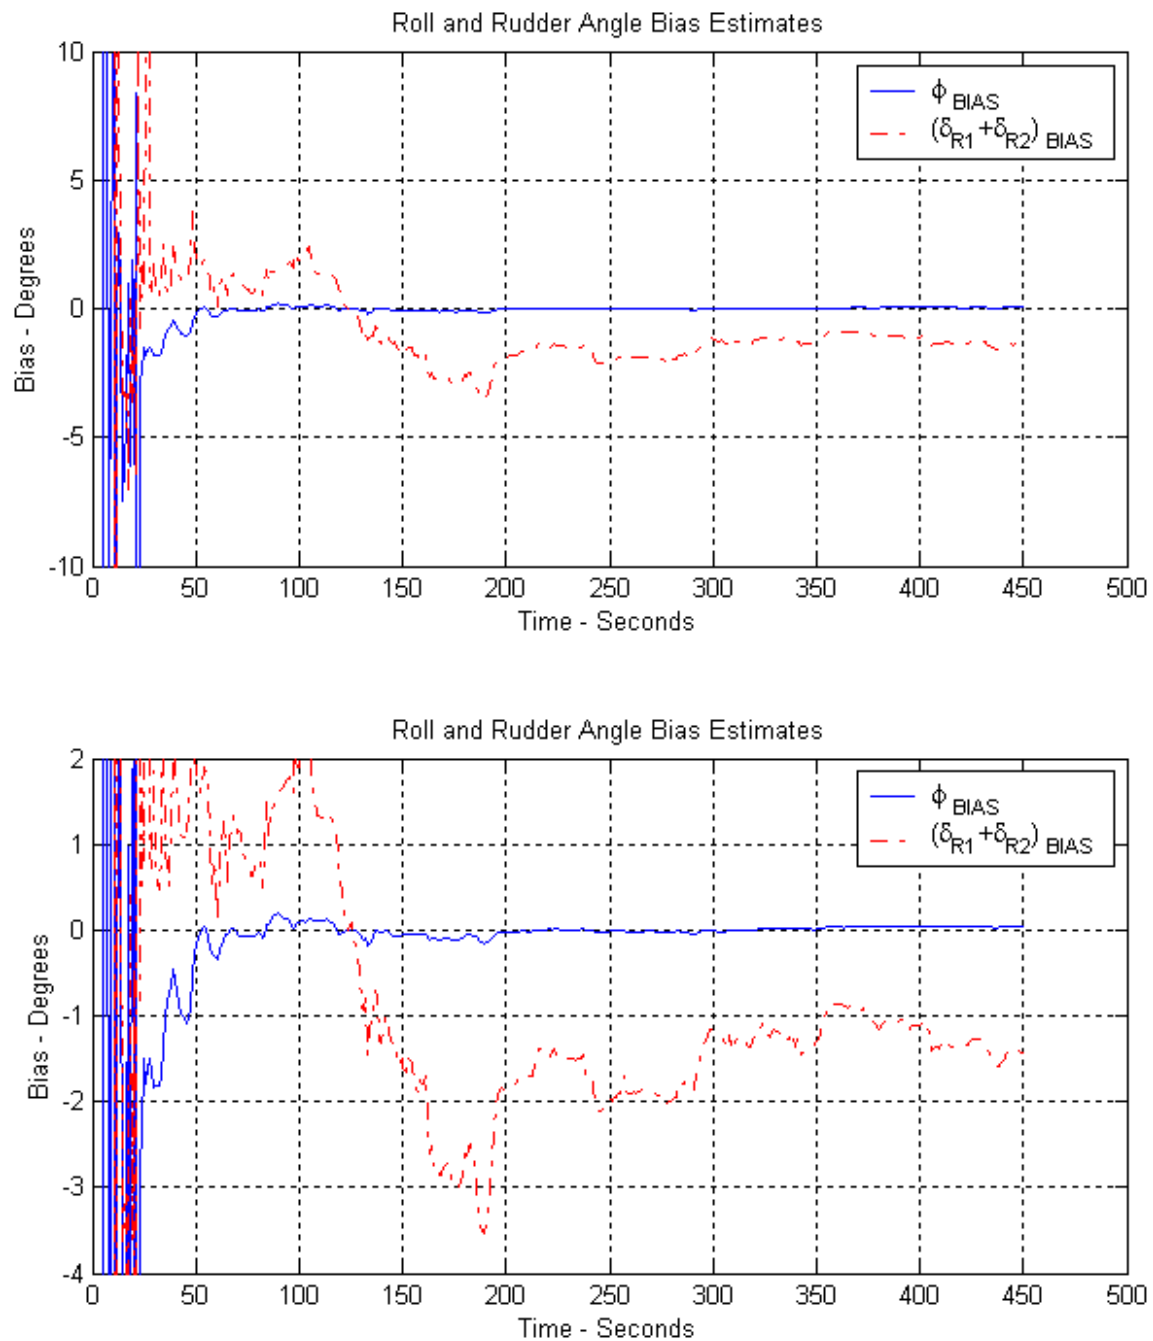 Roll and Rudder Angle Bias Estimates
10
5
0
-5
-10
Bias - Degrees
ϕ BIAS
(δR1+δR2) BIAS
0 50 100 150 200 250 300 350 400 450 500
Time - Seconds
Roll and Rudder Angle Bias Estimates
2
1
0
-1
-2
-3
-4
Bias - Degrees
ϕ BIAS
(δR1+δR2) BIAS
0 50 100 150 200 250 300 350 400 450 500
Time - Seconds